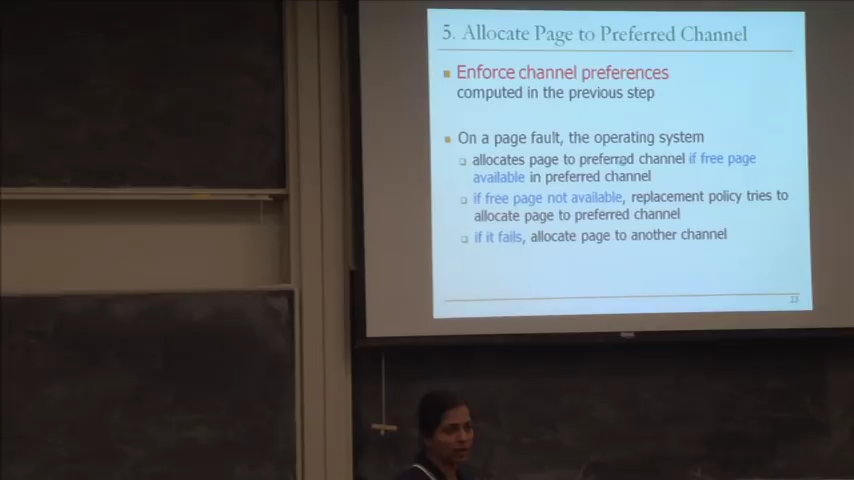 5. Allocate Page to Preferred Channel
Enforce channel preferences
computed in the previous step
On a page fault, the operating system
allocates page to preferred channel if free page
available in preferred channel
if free page not available, replacement policy tries to
allocate page to preferred channel
if it fails, allocate page to another channel